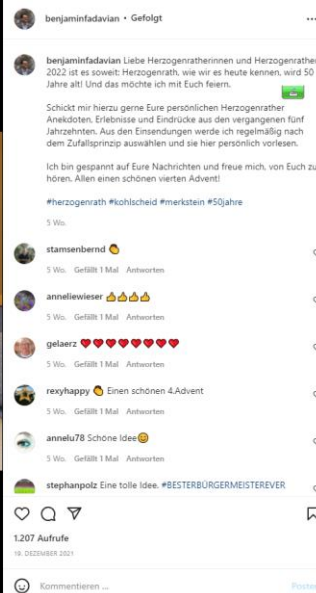 benjaminfadavian • Gefolgt
benjaminfadavian Liebe Herzogenratherinnen und Herzogenrather
2022 ist es soweit: Herzogenrath, wie wir es heute kennen, wird 50
Jahre alt! Und das möchte ich mit Euch feiern.
Schickt mir hierzu gerne Eure persönlichen Herzogenrather
Anekdoten, Erlebnisse und Eindrücke aus den vergangenen fünf
Jahrzehnten. Aus den Einsendungen werde ich regelmäßig nach
dem Zufallsprinzip auswählen und sie hier persönlich vorlesen.
Ich bin gespannt auf Eure Nachrichten und freue mich, von Euch zu
hören. Allen einen schönen vierten Advent!
#herzogenrath #kohlscheid #merkstein #50jahre
5 Wo.
stamsenbernd 👏
5 Wo. Gefällt 1 Mal Antworten
anneliewieser 👍👍👍👍
5 Wo. Gefällt 1 Mal Antworten
gelaerz ❤️❤️❤️❤️❤️❤️❤️❤️
5 Wo. Gefällt 1 Mal Antworten
rexyhappy 👏 Einen schönen 4.Advent
5 Wo. Gefällt 1 Mal Antworten
annelu78 Schöne Idee😊
5 Wo. Gefällt 1 Mal Antworten
stephanpolz Eine tolle Idee. #BESTERBÜRGERMEISTEREVER
1.207 Aufrufe
19. DEZEMBER 2021
Kommentieren ...
Posten